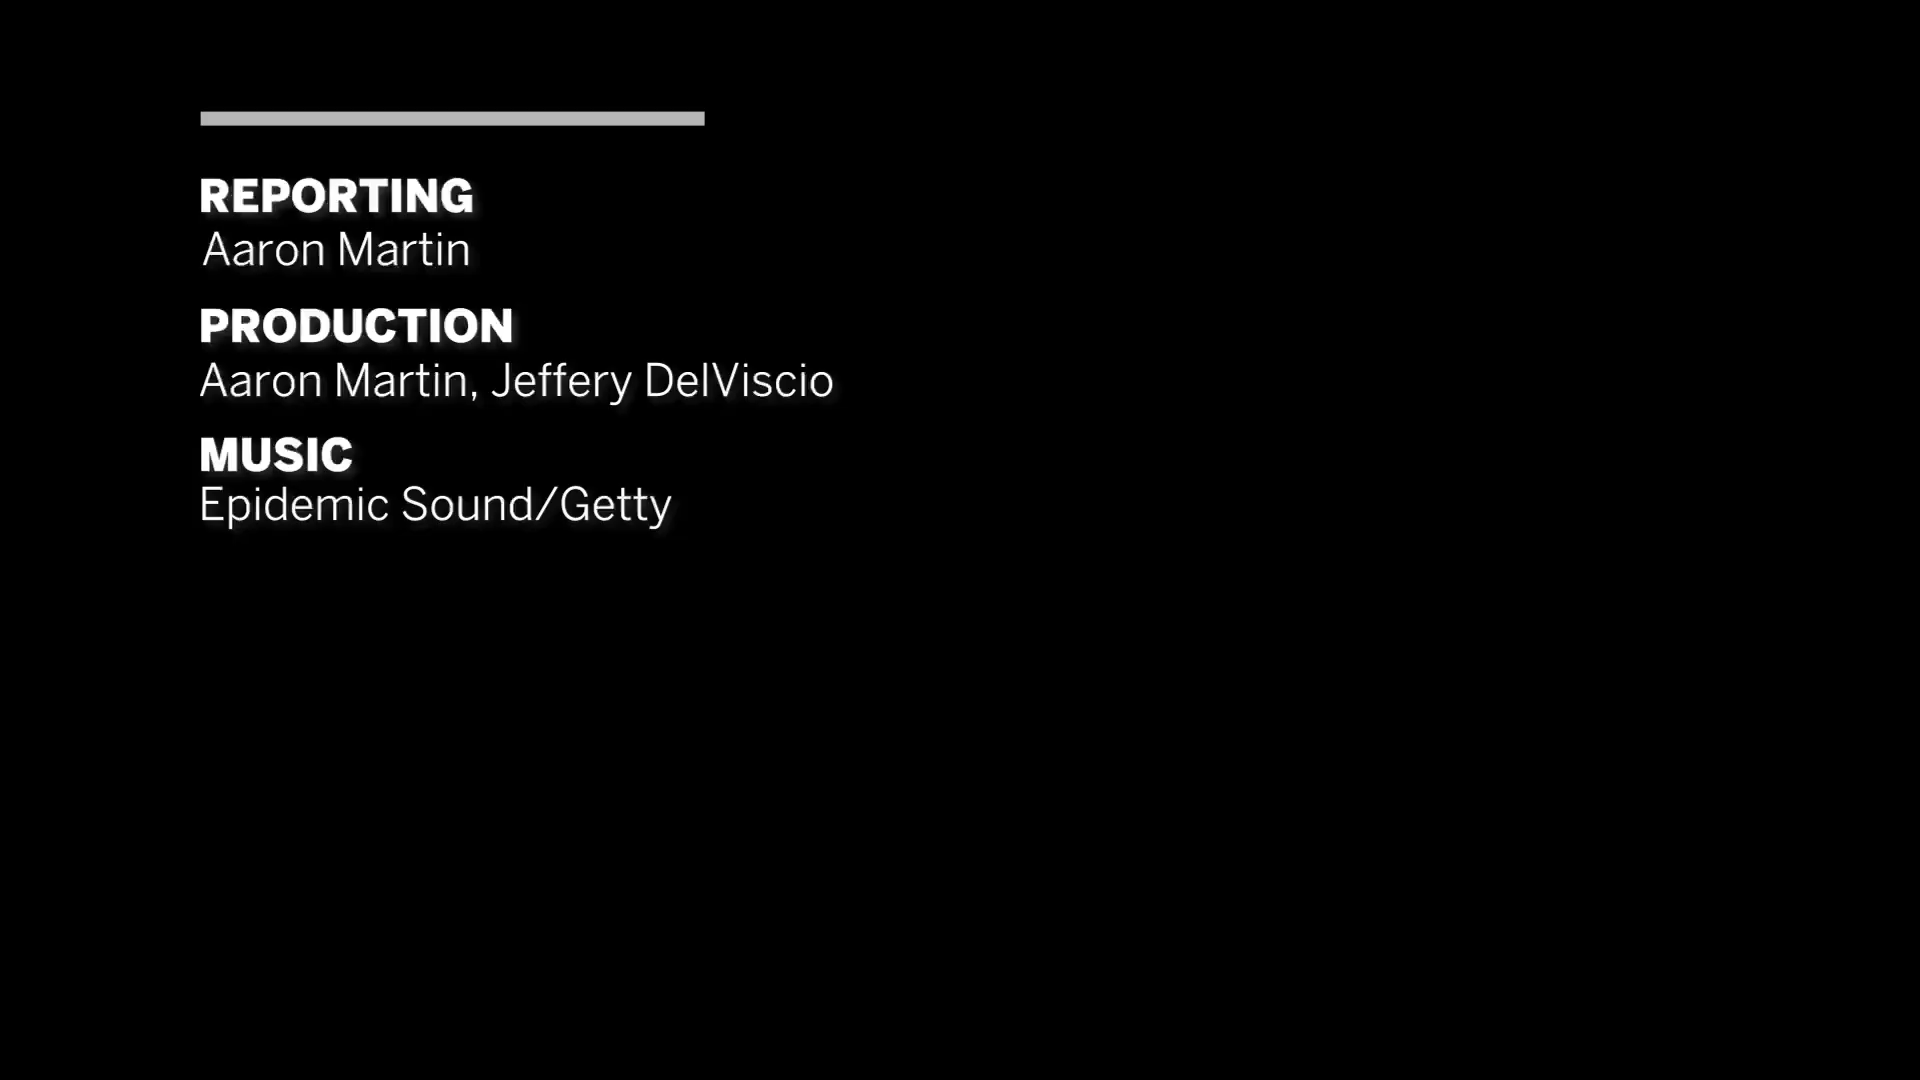 REPORTING
Aaron Martin
PRODUCTION
Aaron Martin, Jeffery DelViscio
MUSIC
Epidemic Sound/Getty